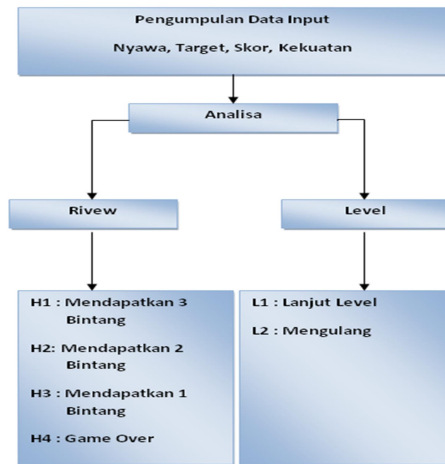 Pengumpulan Data Input
Nyawa, Target, Skor, Kekuatan
Analisa
Rivew
Level
H1 : Mendapatkan 3
Bintang
H2: Mendapatkan 2
Bintang
H3 : Mendapatkan 1
Bintang
H4 : Game Over
L1 : Lanjut Level
L2 : Mengulang